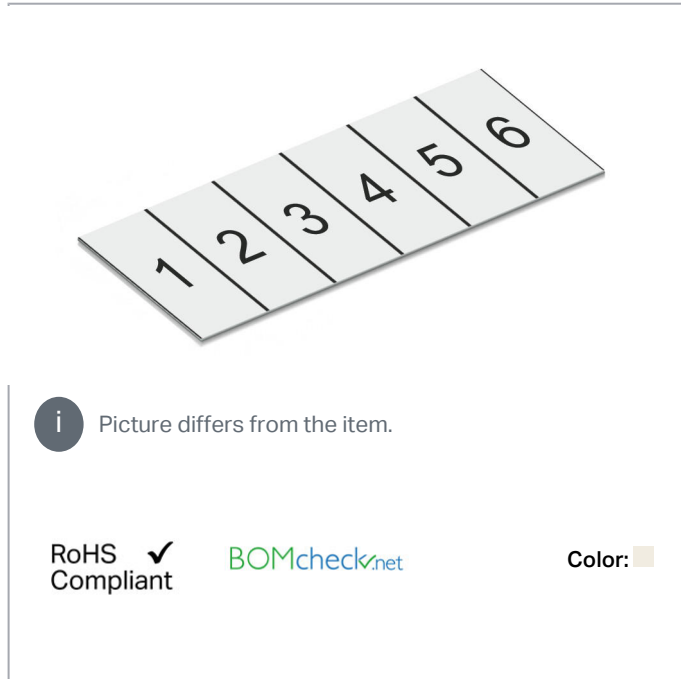 1 2 3 4 5 6
i Picture differs from the item.
RoHS ✓
Compliant
BOMcheck.net
Color: